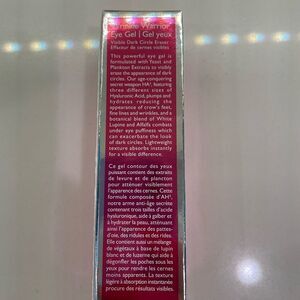 Warrior
Eye Gel | Gel yeux
Visible Dark Circle Eraser
Effaceur de cernes visibles
This powerful eye gel is
formulated with Yeast and
Plankton Extracts to visibly
erase the appearance of dark
circles. Our age-conquering
secret weapon HA³, featuring
three different sizes of
Hyaluronic Acid, plumps and
hydrates reducing the
appearance of crow's feet,
fine lines and wrinkles, and a
botanical blend of White
Lupine and Alfalfa combats
under eye puffiness which
can exacerbate the look
of dark circles. Lightweight
texture absorbs instantly
for a visible difference.
Ce gel contour des yeux
puissant contient des extraits
de levure et de plancton
pour atténuer visiblement
l'apparence des cernes. Cette
formule composée d'AH³,
notre arme anti-âge secrète
contenant trois tailles d'acide
hyaluronique, aide à galber et
à hydrater la peau, atténuant
ainsi l'apparence des pattes-
d'oie, des ridules et des rides.
Elle contient aussi un mélange
de végétaux à base de lupin
blanc et de luzerne qui aide à
dégonfler les poches sous les
yeux pour rendre les cernes
moins apparents. La texture
légère à absorption instantanée
procure des résultats visibles.